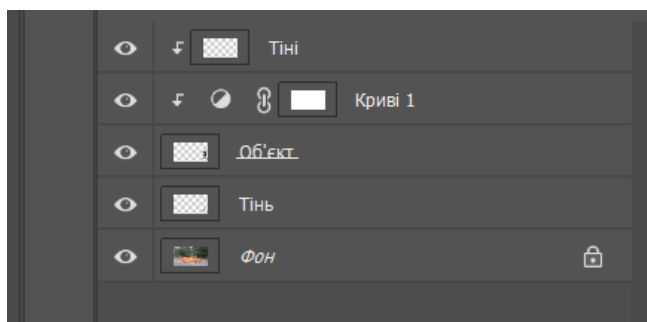 Тіні
Криві 1
Об'єкт
Тінь
Фон